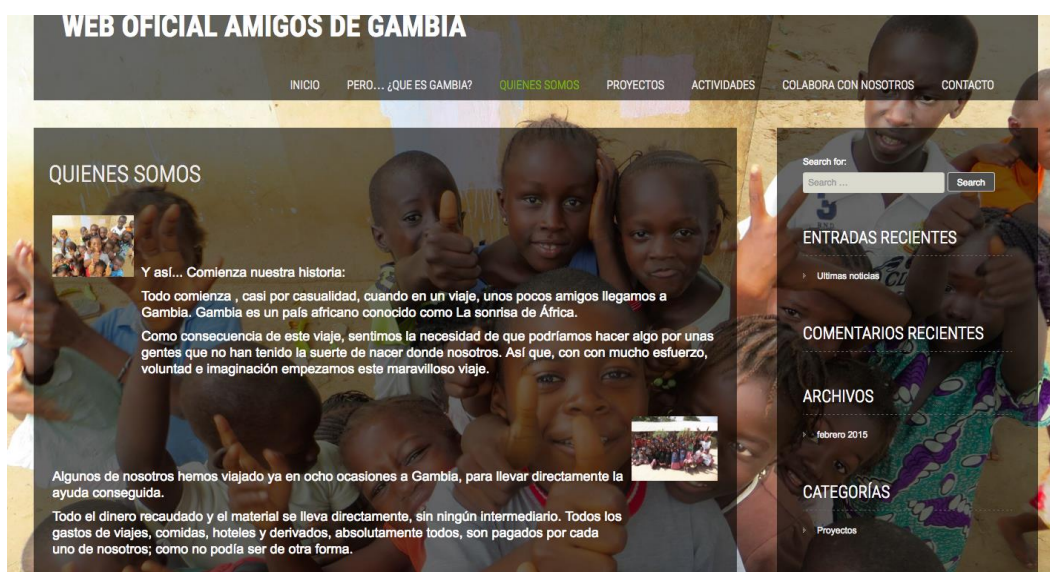 WEB OFICIAL AMIGOS DE GAMBIA
INICIO PERO... ¿QUE ES GAMBIA? QUIENES SOMOS PROYECTOS ACTIVIDADES COLABORA CON NOSOTROS CONTACTO
QUIENES SOMOS
Y así... Comienza nuestra historia:
Todo comienza , casi por casualidad, cuando en un viaje, unos pocos amigos llegamos a
Gambia. Gambia es un país africano conocido como La sonrisa de África.
Como consecuencia de este viaje, sentimos la necesidad de que podríamos hacer algo por unas
gentes que no han tenido la suerte de nacer donde nosotros. Así que, con con mucho esfuerzo,
voluntad e imaginación empezamos este maravilloso viaje.
Algunos de nosotros hemos viajado ya en ocho ocasiones a Gambia, para llevar directamente la
ayuda conseguida.
Todo el dinero recaudado y el material se lleva directamente, sin ningún intermediario. Todos los
gastos de viajes, comidas, hoteles y derivados, absolutamente todos, son pagados por cada
uno de nosotros; como no podía ser de otra forma.
Search for:
Search ... Search
3
ENTRADAS RECIENTES
Ultimas noticias
COMENTARIOS RECIENTES
ARCHIVOS
febrero 2015
CATEGORÍAS
Proyectos